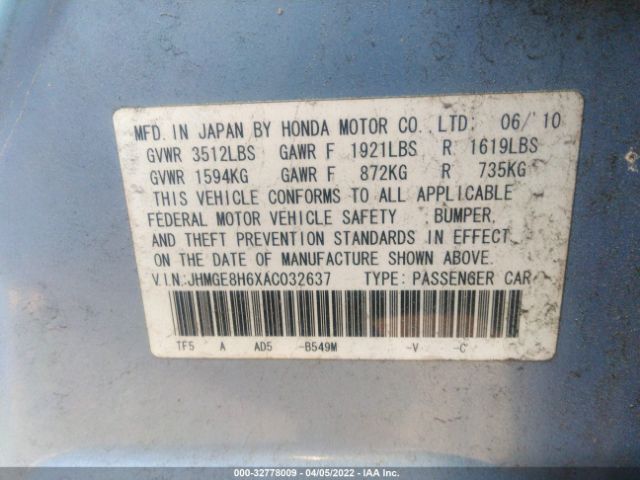 MFD. IN JAPAN BY HONDA MOTOR CO.,LTD. 06/'10
GVWR 3512LBS GAWR F 1921LBS R 1619LBS
GVWR 1594KG GAWR F 872KG R 735KG
THIS VEHICLE CONFORMS TO ALL APPLICABLE
FEDERAL MOTOR VEHICLE SAFETY , BUMPER,
AND THEFT PREVENTION STANDARDS IN EFFECT
ON THE DATE OF MANUFACTURE SHOWN ABOVE.
V.I.N:JHMGE8H6XAC032637 TYPE: PASSENGER CAR
TF5 A AD5 -B549M -V -C
000-32778009 - 04/05/2022 - IAA Inc.